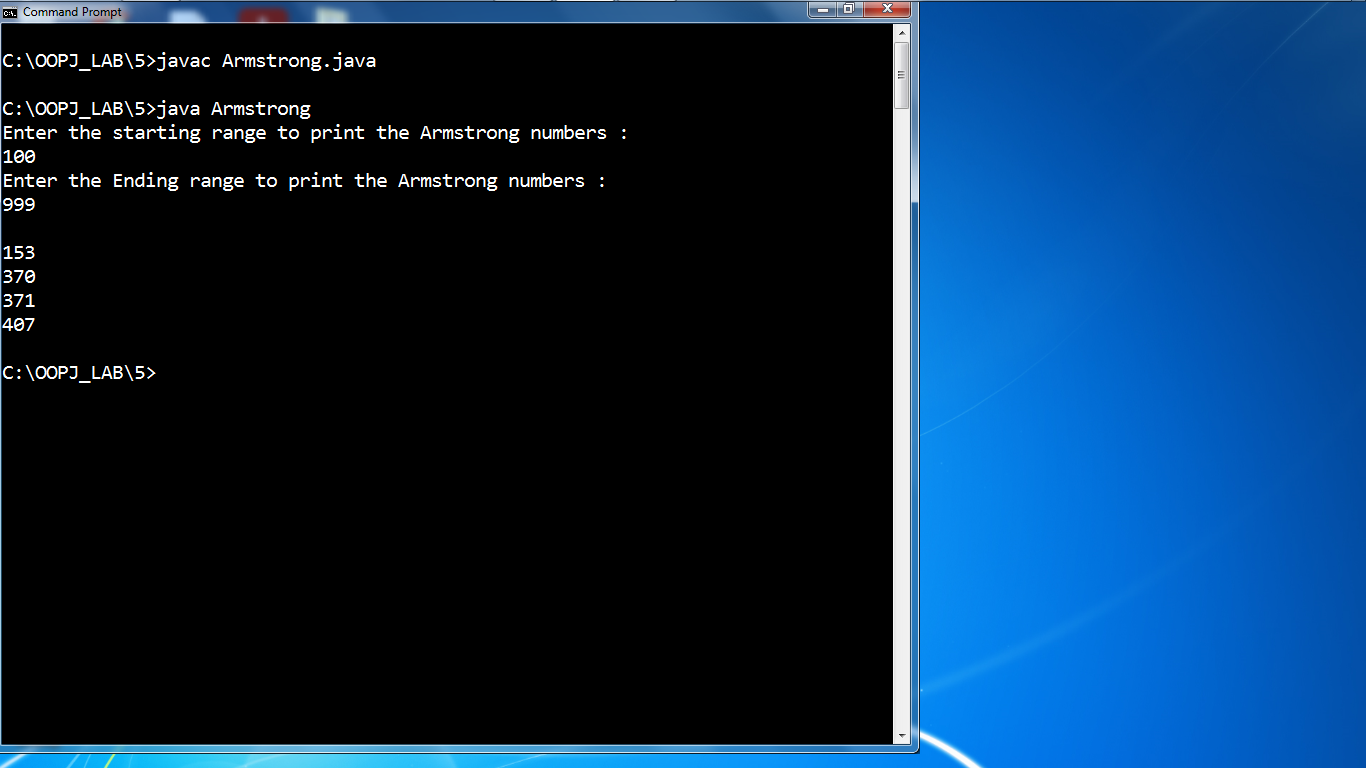 Command Prompt
C:\OOPJ_LAB\5>javac Armstrong.java
C:\OOPJ_LAB\5>java Armstrong
Enter the starting range to print the Armstrong numbers :
100
Enter the Ending range to print the Armstrong numbers :
999
153
370
371
407
C:\OOPJ_LAB\5>